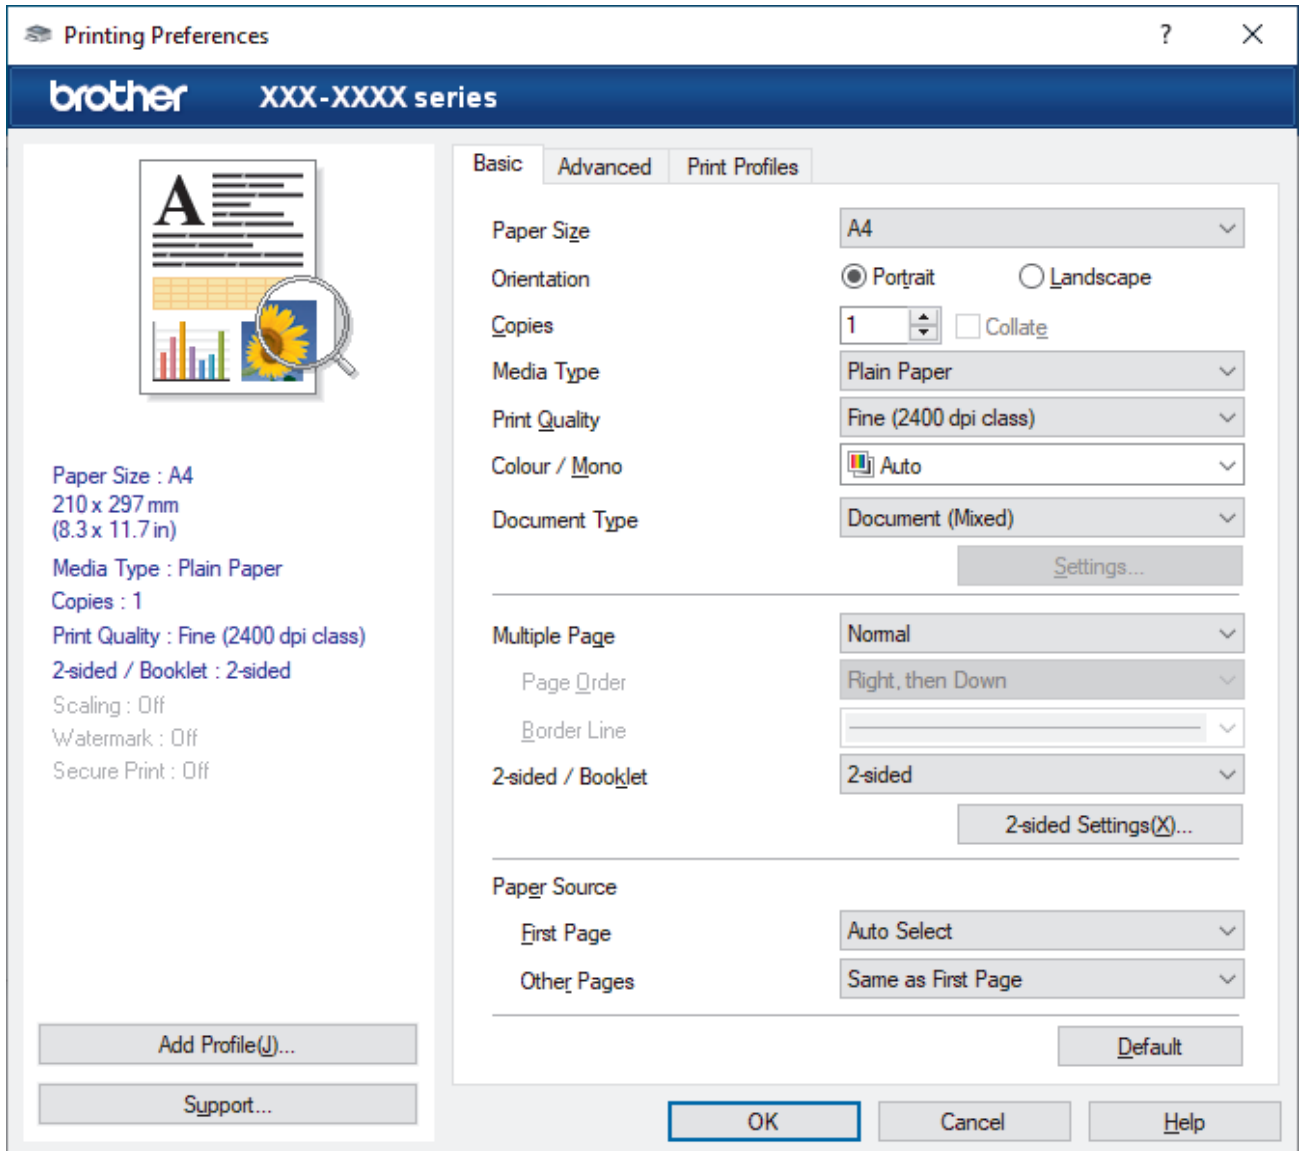 Printing Preferences ?
brother XXX-XXXX series
A
Paper Size : A4
210 x 297 mm
(8.3 x 11.7 in)
Media Type : Plain Paper
Copies : 1
Print Quality : Fine (2400 dpi class)
2-sided / Booklet : 2-sided
Scaling : Off
Watermark : Off
Secure Print : Off
Add Profile(J)...
Support...
Basic Advanced Print Profiles
Paper Size A4
Orientation Portrait Landscape
Copies 1 Collate
Media Type Plain Paper
Print Quality Fine (2400 dpi class)
Colour / Mono Auto
Document Type Document (Mixed)
Settings...
Multiple Page Normal
Page Order Right, then Down
Border Line
2-sided / Booklet 2-sided
2-sided Settings(X)...
Paper Source
First Page Auto Select
Other Pages Same as First Page
Default
OK Cancel Help